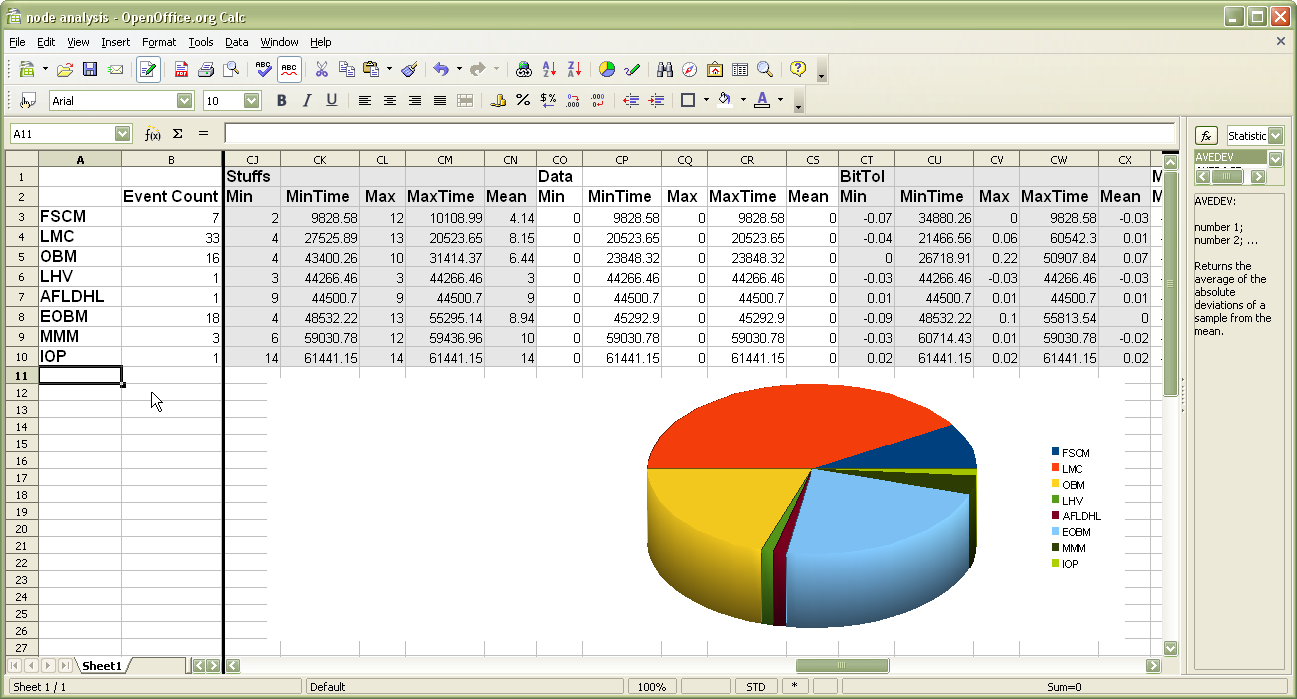 node analysis - OpenOffice.org Calc
File Edit View Insert Format Tools Data Window Help
ABC ABC
Arial 10 B I U
A11 f(x) Σ = fx Statistic
A B CJ CK CL CM CN CO CP CQ CR CS CT CU CV CW CX
AVEDEV
1 Stuffs Data BitTol M
2 Event Count Min MinTime Max MaxTime Mean Min MinTime Max MaxTime Mean Min MinTime Max MaxTime Mean M
3 FSCM 7 2 9828.58 12 10108.99 4.14 0 9828.58 0 9828.58 0 -0.07 34880.26 0 9828.58 -0.03
4 LMC 33 4 27525.89 13 20523.65 8.15 0 20523.65 0 20523.65 0 -0.04 21466.56 0.06 60542.3 0.01
5 OBM 16 4 43400.26 10 31414.37 6.44 0 23848.32 0 23848.32 0 0 26718.91 0.22 50907.84 0.07
6 LHV 1 3 44266.46 3 44266.46 3 0 44266.46 0 44266.46 0 -0.03 44266.46 -0.03 44266.46 -0.03
7 AFLDHL 1 9 44500.7 9 44500.7 9 0 44500.7 0 44500.7 0 0.01 44500.7 0.01 44500.7 0.01
8 EOBM 18 4 48532.22 13 55295.14 8.94 0 45292.9 0 45292.9 0 -0.09 48532.22 0.1 55813.54 0
9 MMM 3 6 59030.78 12 59436.96 10 0 59030.78 0 59030.78 0 -0.03 60714.43 0.01 59030.78 -0.02
10 IOP 1 14 61441.15 14 61441.15 14 0 61441.15 0 61441.15 0 0.02 61441.15 0.02 61441.15 0.02
11
12
13
14
15
16
17
18
19
20
21
22
23
24
25
26
27
FSCM
LMC
OBM
LHV
AFLDHL
EOBM
MMM
IOP
AVEDEV:
number 1;
number 2; ...
Returns the
average of the
absolute
deviations of a
sample from the
mean.
Sheet1
Sheet 1 / 1 Default 100% STD * Sum=0